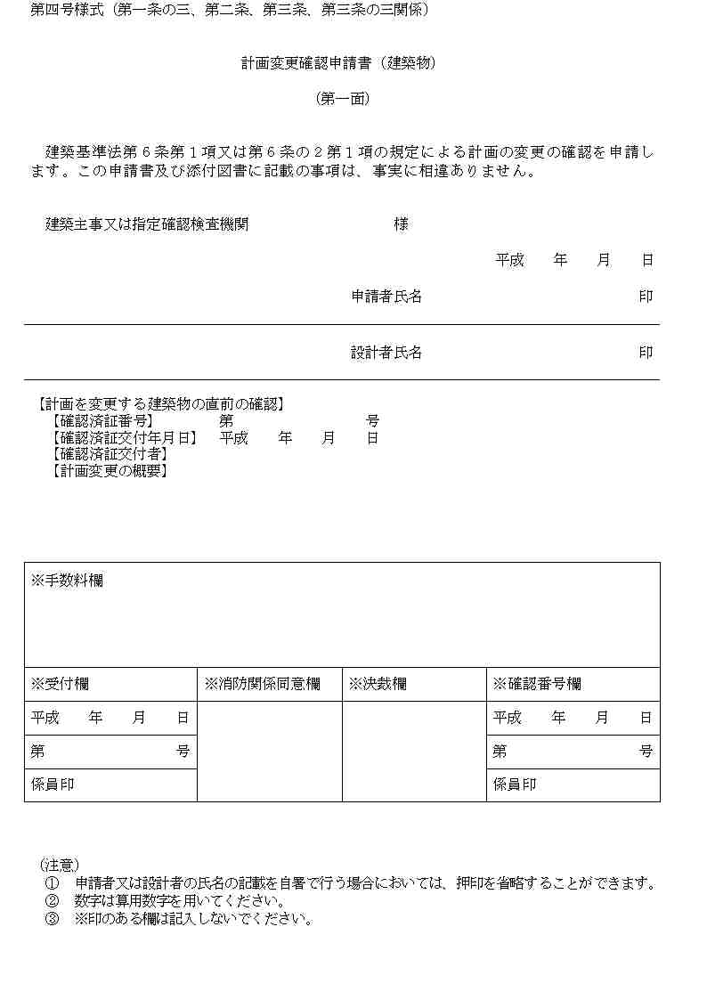 第四号様式（第一条の三、第二条、第三条、第三条の三関係）
計画変更確認申請書（建築物）
（第一面）
建築基準法第６条第１項又は第６条の２第１項の規定による計画の変更の確認を申請し
ます。この申請書及び添付図書に記載の事項は、事実に相違ありません。
建築主事又は指定確認検査機関　　　　　　　　　　様
平成　　年　　月　　日
申請者氏名　　　　　　　　　　　　　　　印
設計者氏名　　　　　　　　　　　　　　　印
【計画を変更する建築物の直前の確認】
【確認済証番号】　　　　第　　　　　　　　　号
【確認済証交付年月日】　平成　　年　　月　　日
【確認済証交付者】
【計画変更の概要】
※手数料欄
※受付欄　※消防関係同意欄　※決裁欄　※確認番号欄
平成　　年　　月　　日　平成　　年　　月　　日
第　　　　　　　　　号　第　　　　　　　　　号
係員印　係員印
（注意）
①　申請者又は設計者の氏名の記載を自署で行う場合においては、押印を省略することができます。
②　数字は算用数字を用いてください。
③　※印のある欄は記入しないでください。